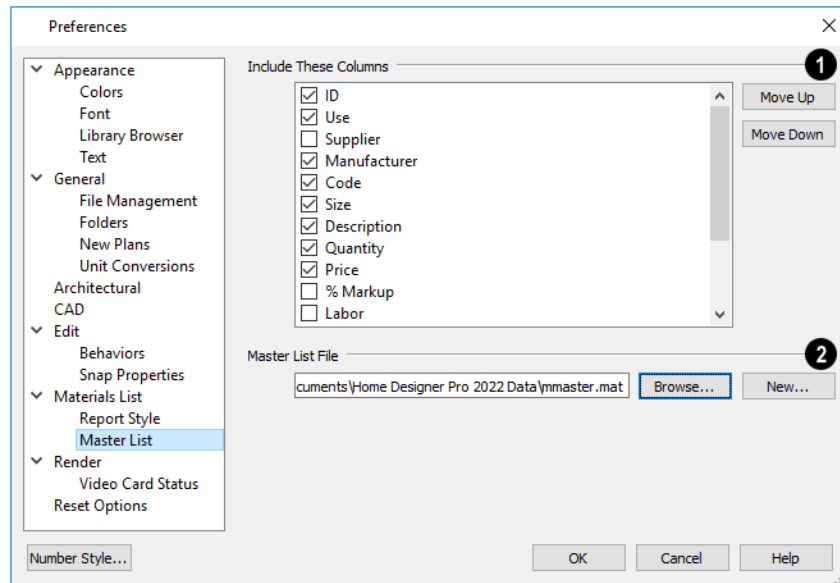 Preferences
Appearance
Colors
Font
Library Browser
Text
General
File Management
Folders
New Plans
Unit Conversions
Architectural
CAD
Edit
Behaviors
Snap Properties
Materials List
Report Style
Master List
Render
Video Card Status
Reset Options
Include These Columns
1
ID
Use
Supplier
Manufacturer
Code
Size
Description
Quantity
Price
% Markup
Labor
Move Up
Move Down
Master List File
2
cuments\Home Designer Pro 2022 Data\mmaster.mat
Browse...
New...
Number Style...
OK
Cancel
Help